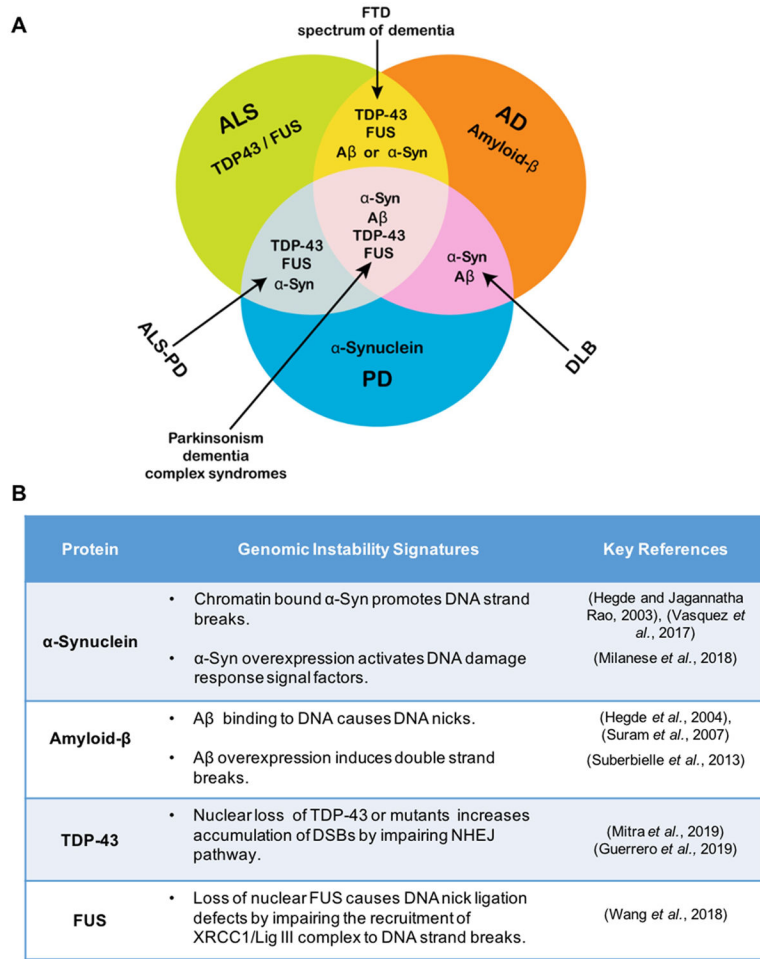 A
FTD
spectrum of dementia
ALS
TDP43 / FUS
AD
Amyloid-β
TDP-43
FUS
Aβ or α-Syn
α-Syn
Aβ
TDP-43
FUS
TDP-43
FUS
α-Syn
α-Syn
Aβ
α-Synuclein
PD
ALS-PD
DLB
Parkinsonism
dementia
complex syndromes
B
Protein Genomic Instability Signatures Key References
α-Synuclein
• Chromatin bound α-Syn promotes DNA strand
breaks.
• α-Syn overexpression activates DNA damage
response signal factors.
(Hegde and Jagannatha
Rao, 2003), (Vasquez et
al., 2017)
(Milanese et al., 2018)
Amyloid-β
• Aβ binding to DNA causes DNA nicks.
• Aβ overexpression induces double strand
breaks.
(Hegde et al., 2004),
(Suram et al., 2007)
(Suberbielle et al., 2013)
TDP-43
• Nuclear loss of TDP-43 or mutants increases
accumulation of DSBs by impairing NHEJ
pathway.
(Mitra et al., 2019)
(Guerrero et al., 2019)
FUS
• Loss of nuclear FUS causes DNA nick ligation
defects by impairing the recruitment of
XRCC1/Lig III complex to DNA strand breaks.
(Wang et al., 2018)